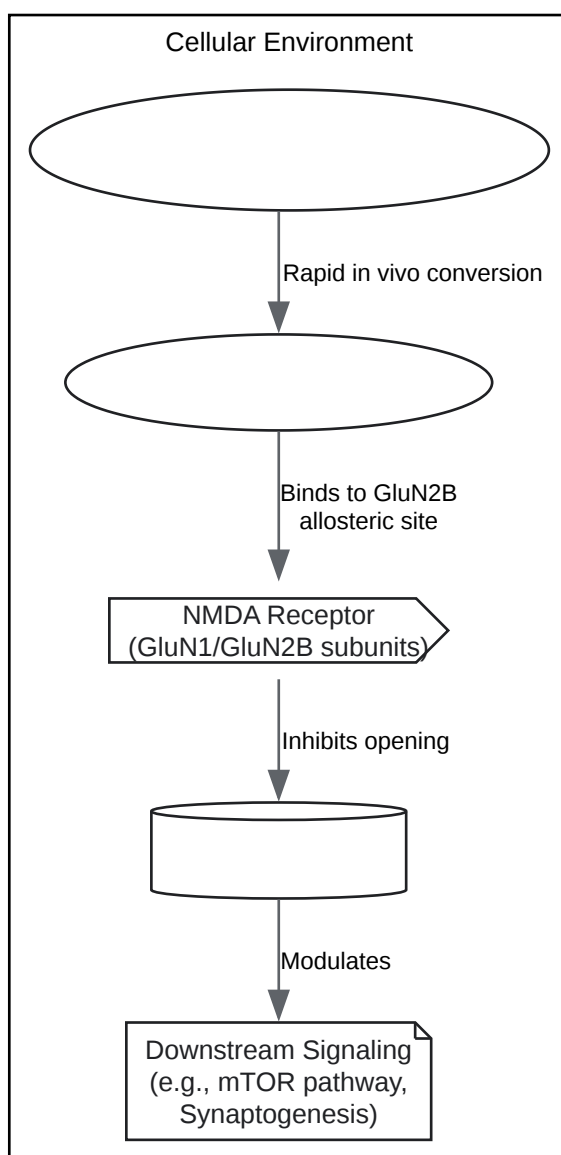 Cellular Environment
Rapid in vivo conversion
Binds to GluN2B
allosteric site
NMDA Receptor
(GluN1/GluN2B subunits)
Inhibits opening
Modulates
Downstream Signaling
(e.g., mTOR pathway,
Synaptogenesis)